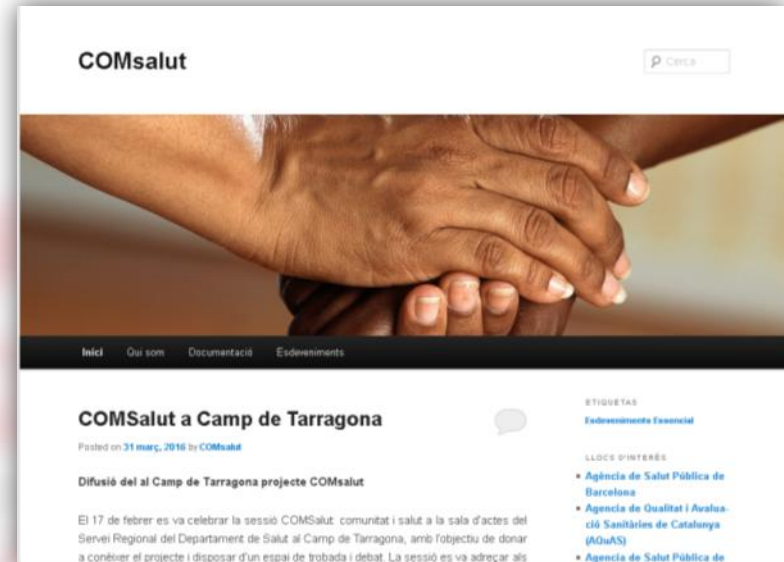 COMsalut
Cerca
Inici Qui som Documentació Esdeveniments
COMSalut a Camp de Tarragona
Posted on 31 març, 2016 by COMsalut
Difusió del al Camp de Tarragona projecte COMsalut
El 17 de febrer es va celebrar la sessió COMSalut: comunitat i salut a la sala d'actes del
Servei Regional del Departament de Salut al Camp de Tarragona, amb l'objectiu de donar
a conèixer el projecte i disposar d'un espai de trobada i debat. La sessió es va adreçar als
ETIQUETAS
Esdeveniments Essencial
LLOCS D'INTERÈS
Agència de Salut Pública de
Barcelona
Agencia de Qualitat i Avalua-
ció Sanitàries de Catalunya
(AQuAS)
Agencia de Salut Pública de